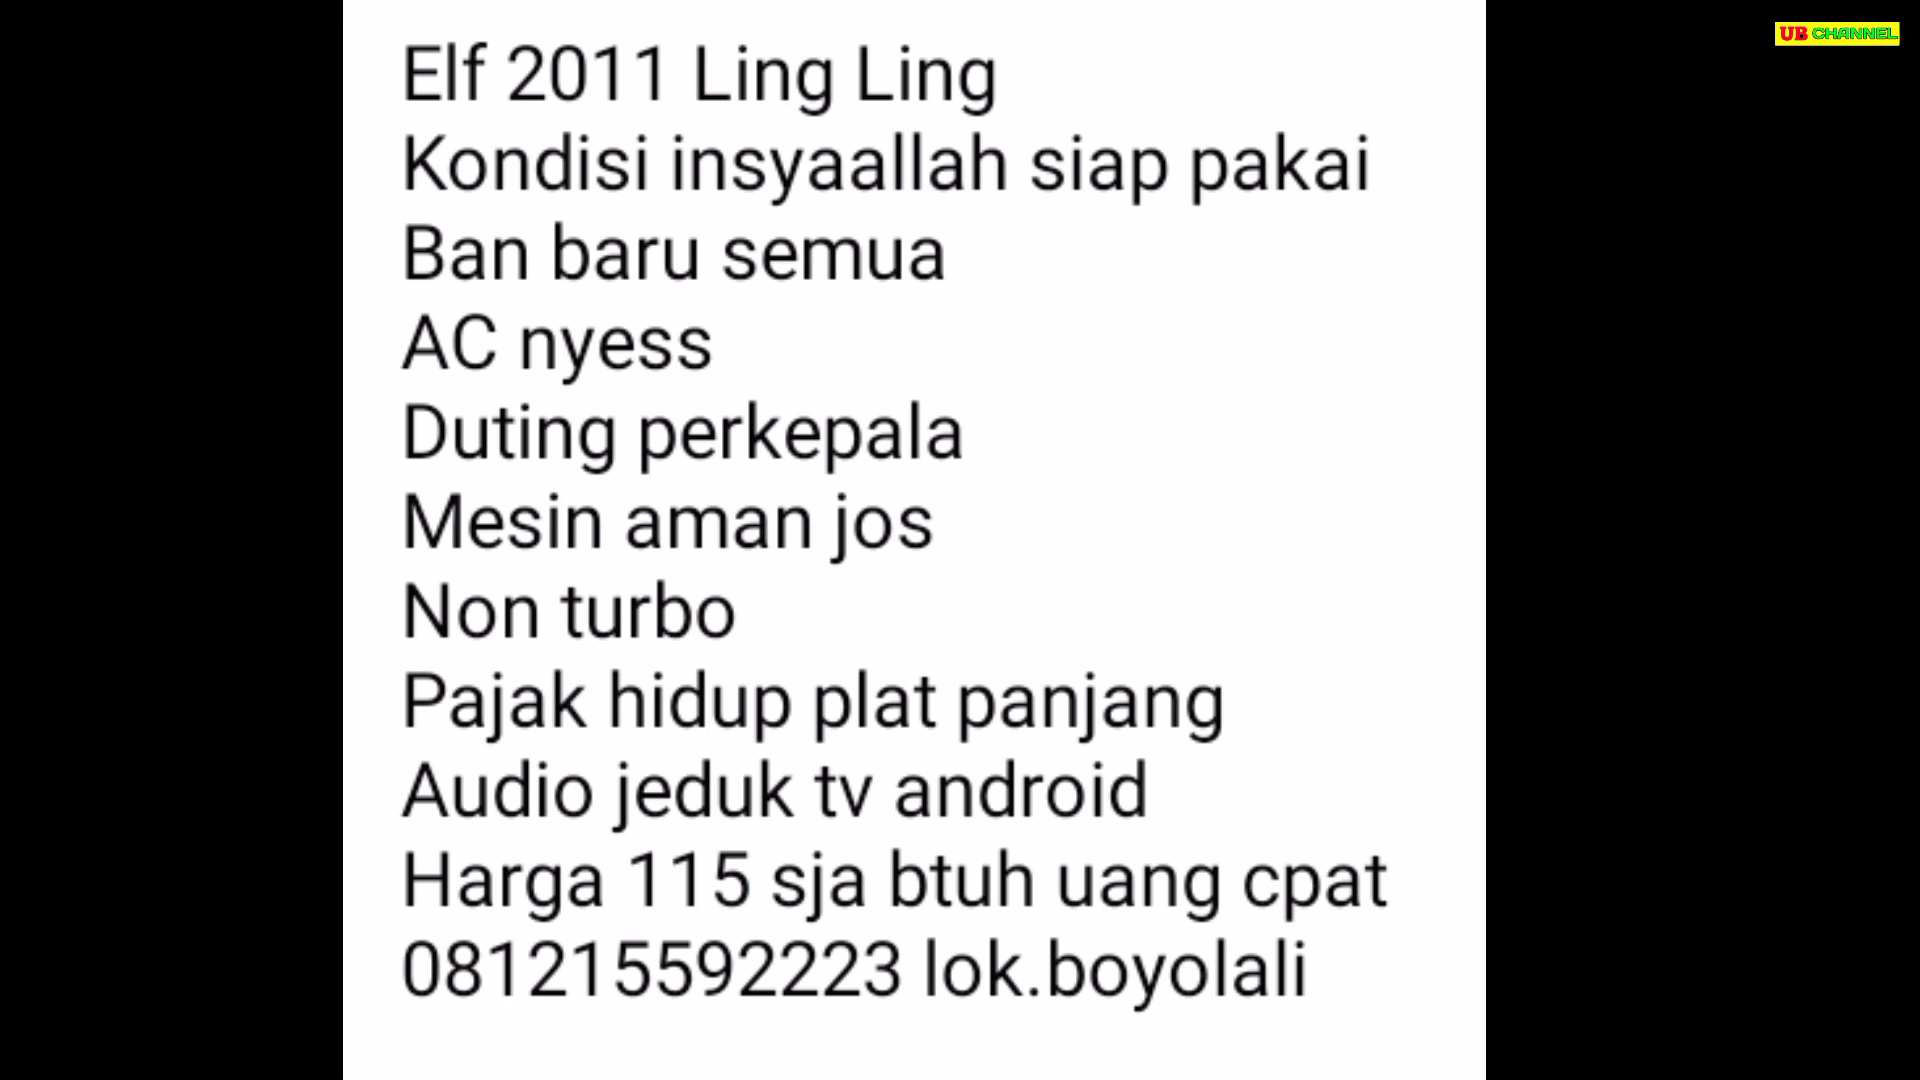 Elf 2011 Ling Ling
Kondisi insyaallah siap pakai
Ban baru semua
AC nyess
Duting perkepala
Mesin aman jos
Non turbo
Pajak hidup plat panjang
Audio jeduk tv android
Harga 115 sja btuh uang cpat
081215592223 lok.boyolali
UB CHANNEL